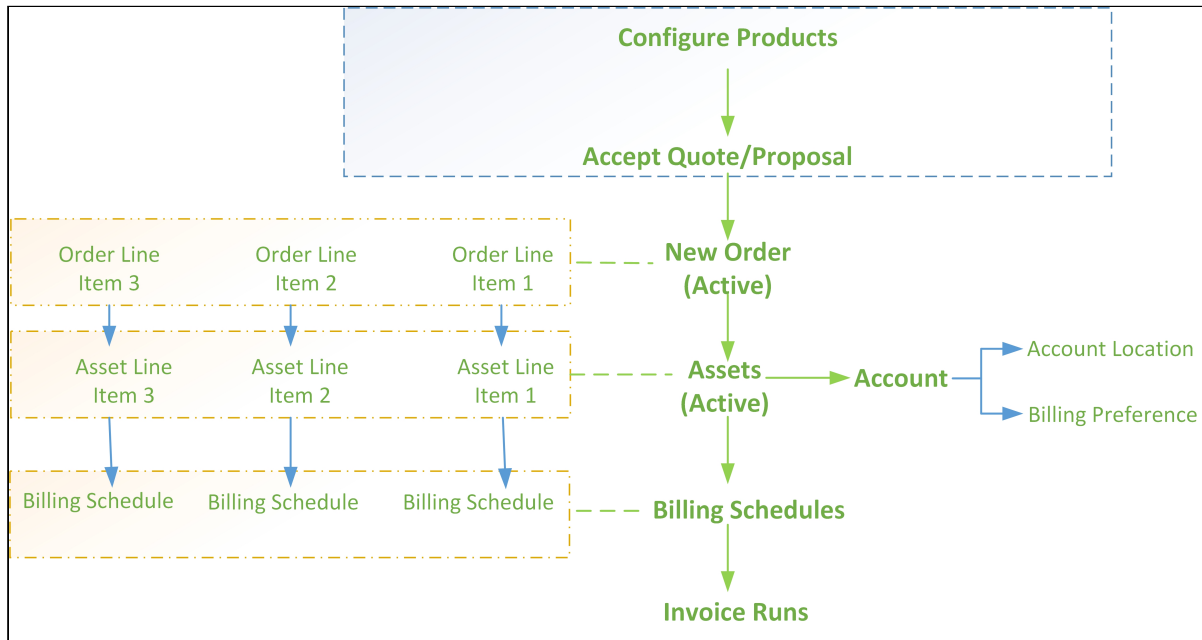 Configure Products
Accept Quote/Proposal
Order Line
Item 3
Order Line
Item 2
Order Line
Item 1
New Order
(Active)
Asset Line
Item 3
Asset Line
Item 2
Asset Line
Item 1
Assets
(Active)
Account
Account Location
Billing Preference
Billing Schedule
Billing Schedule
Billing Schedule
Billing Schedules
Invoice Runs